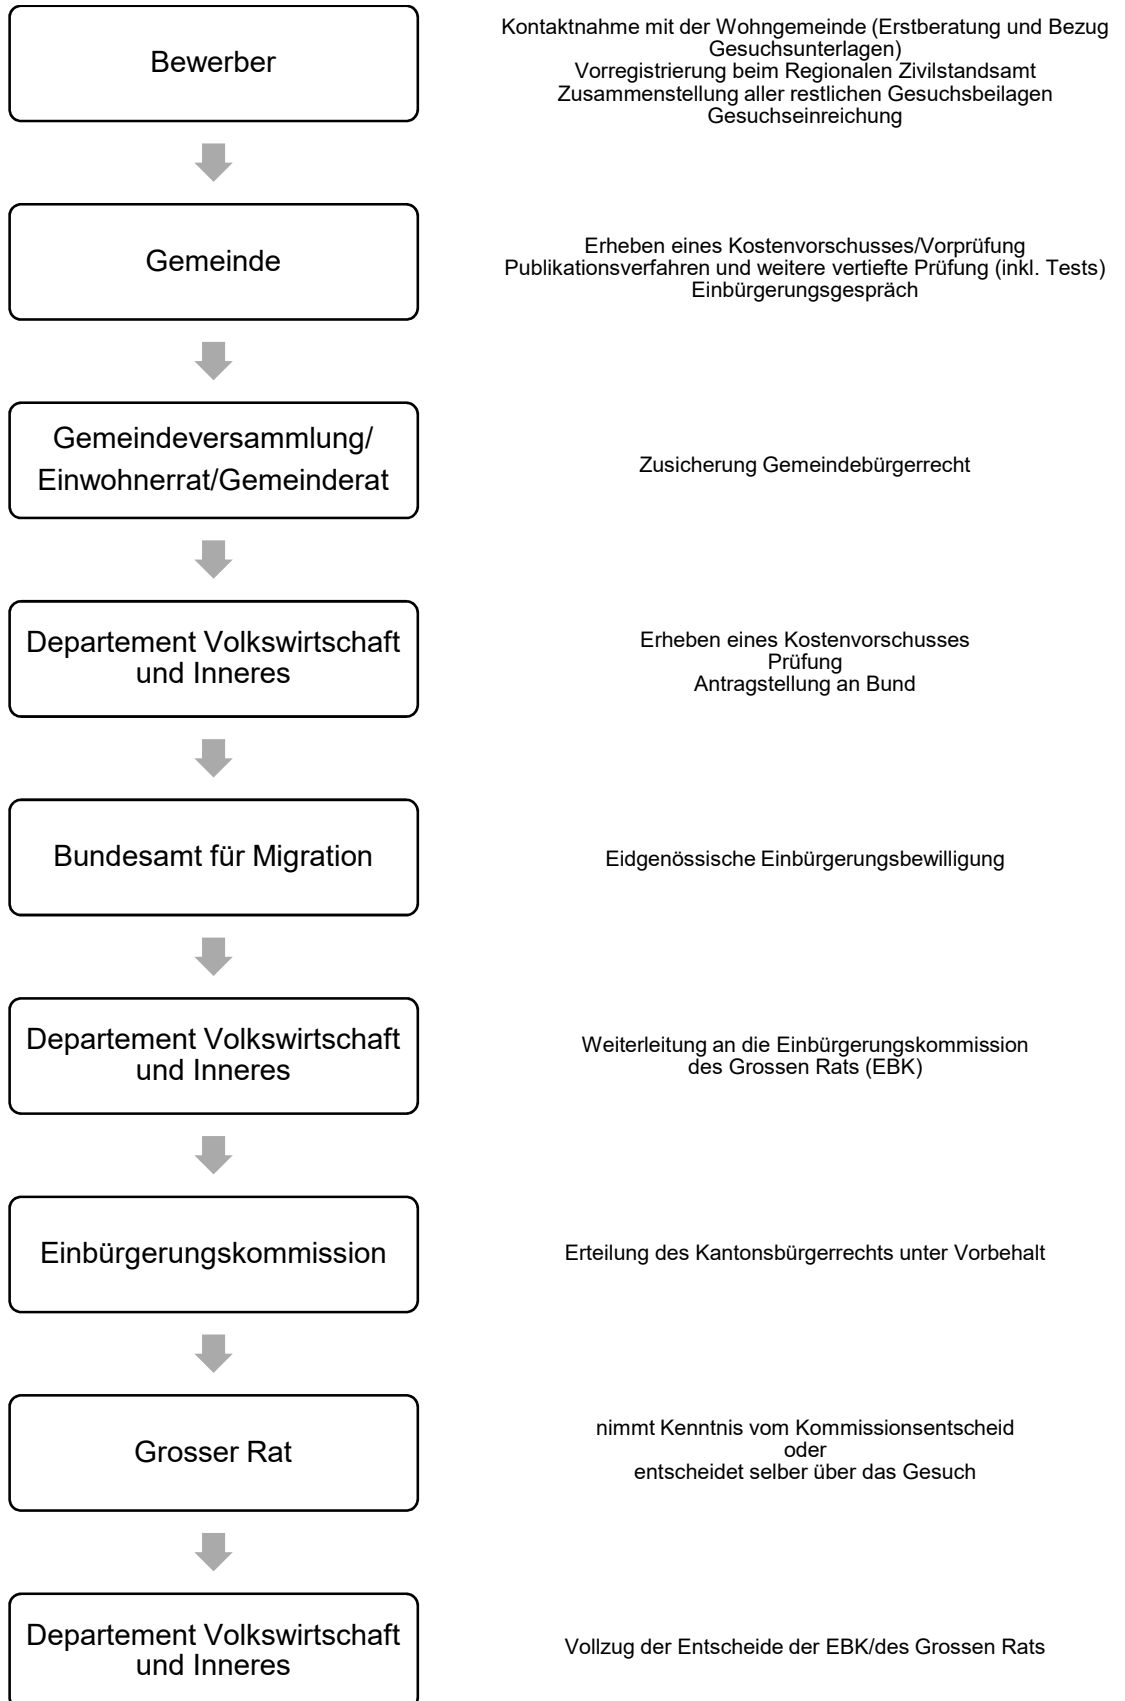 Bewerber
Kontaktnahme mit der Wohngemeinde (Erstberatung und Bezug
Gesuchsunterlagen)
Vorregistrierung beim Regionalen Zivilstandsamt
Zusammenstellung aller restlichen Gesuchsbeilagen
Gesuchseinreichung
Gemeinde
Erheben eines Kostenvorschusses/Vorprüfung
Publikationsverfahren und weitere vertiefte Prüfung (inkl. Tests)
Einbürgerungsgespräch
Gemeindeversammlung/
Einwohnerrat/Gemeinderat
Zusicherung Gemeindebürgerrecht
Departement Volkswirtschaft
und Inneres
Erheben eines Kostenvorschusses
Prüfung
Antragstellung an Bund
Bundesamt für Migration
Eidgenössische Einbürgerungsbewilligung
Departement Volkswirtschaft
und Inneres
Weiterleitung an die Einbürgerungskommission
des Grossen Rats (EBK)
Einbürgerungskommission
Erteilung des Kantonsbürgerrechts unter Vorbehalt
Grosser Rat
nimmt Kenntnis vom Kommissionsentscheid
oder
entscheidet selber über das Gesuch
Departement Volkswirtschaft
und Inneres
Vollzug der Entscheide der EBK/des Grossen Rats